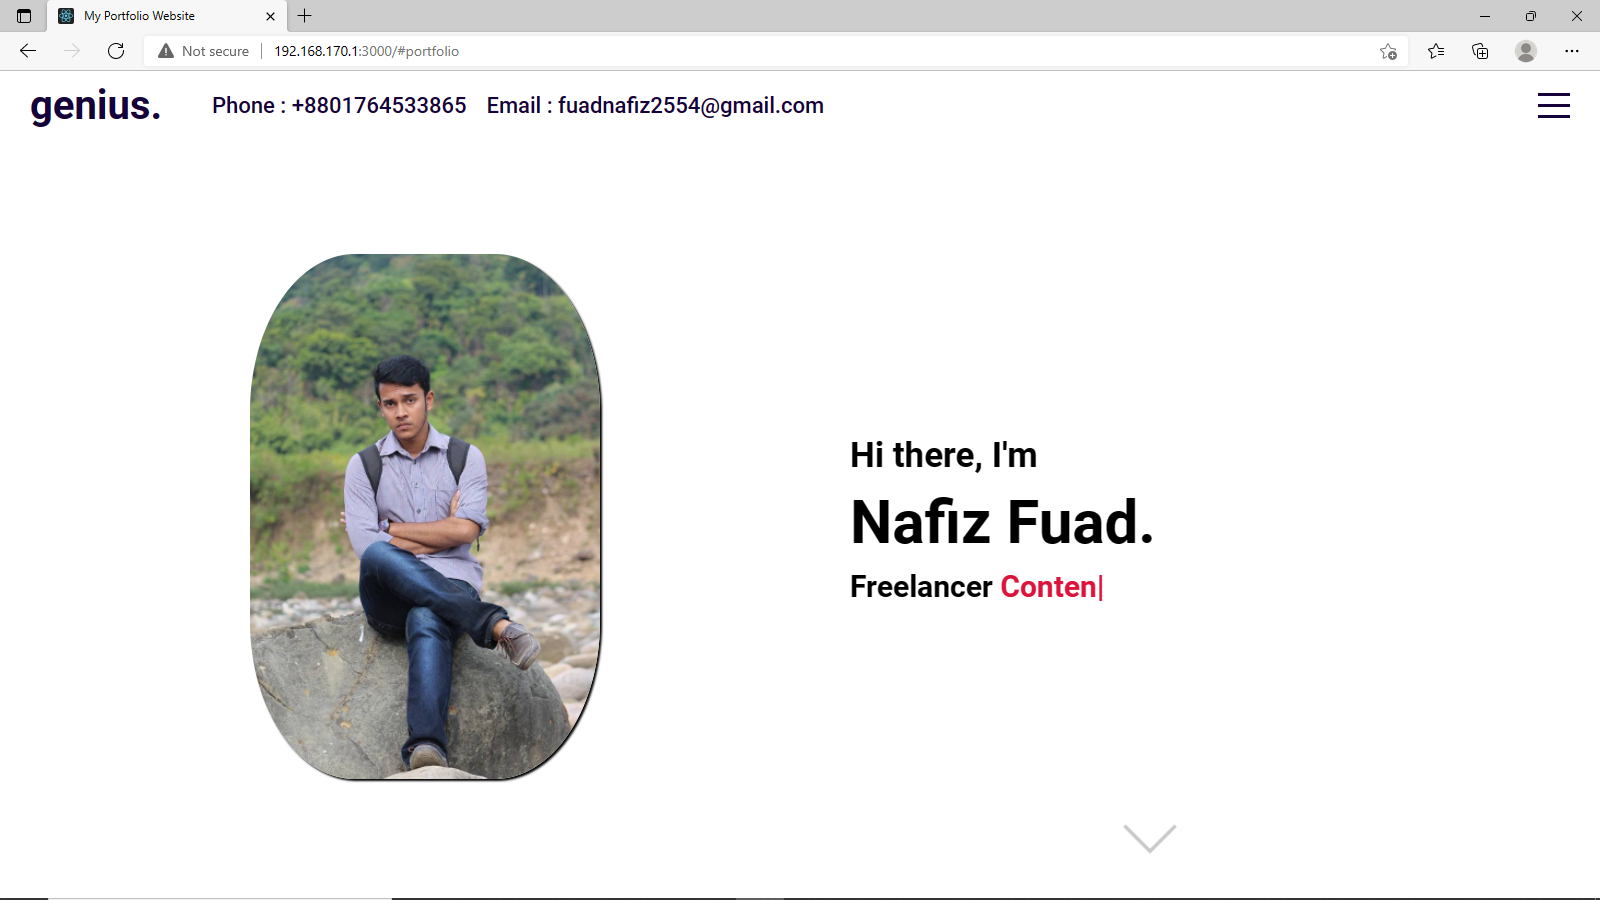 My Portfolio Website
Not secure
192.168.170.1:3000/#portfolio
genius.
Phone : +8801764533865
Email : fuadnafiz2554@gmail.com
Hi there, I'm
Nafiz Fuad.
Freelancer Conten|